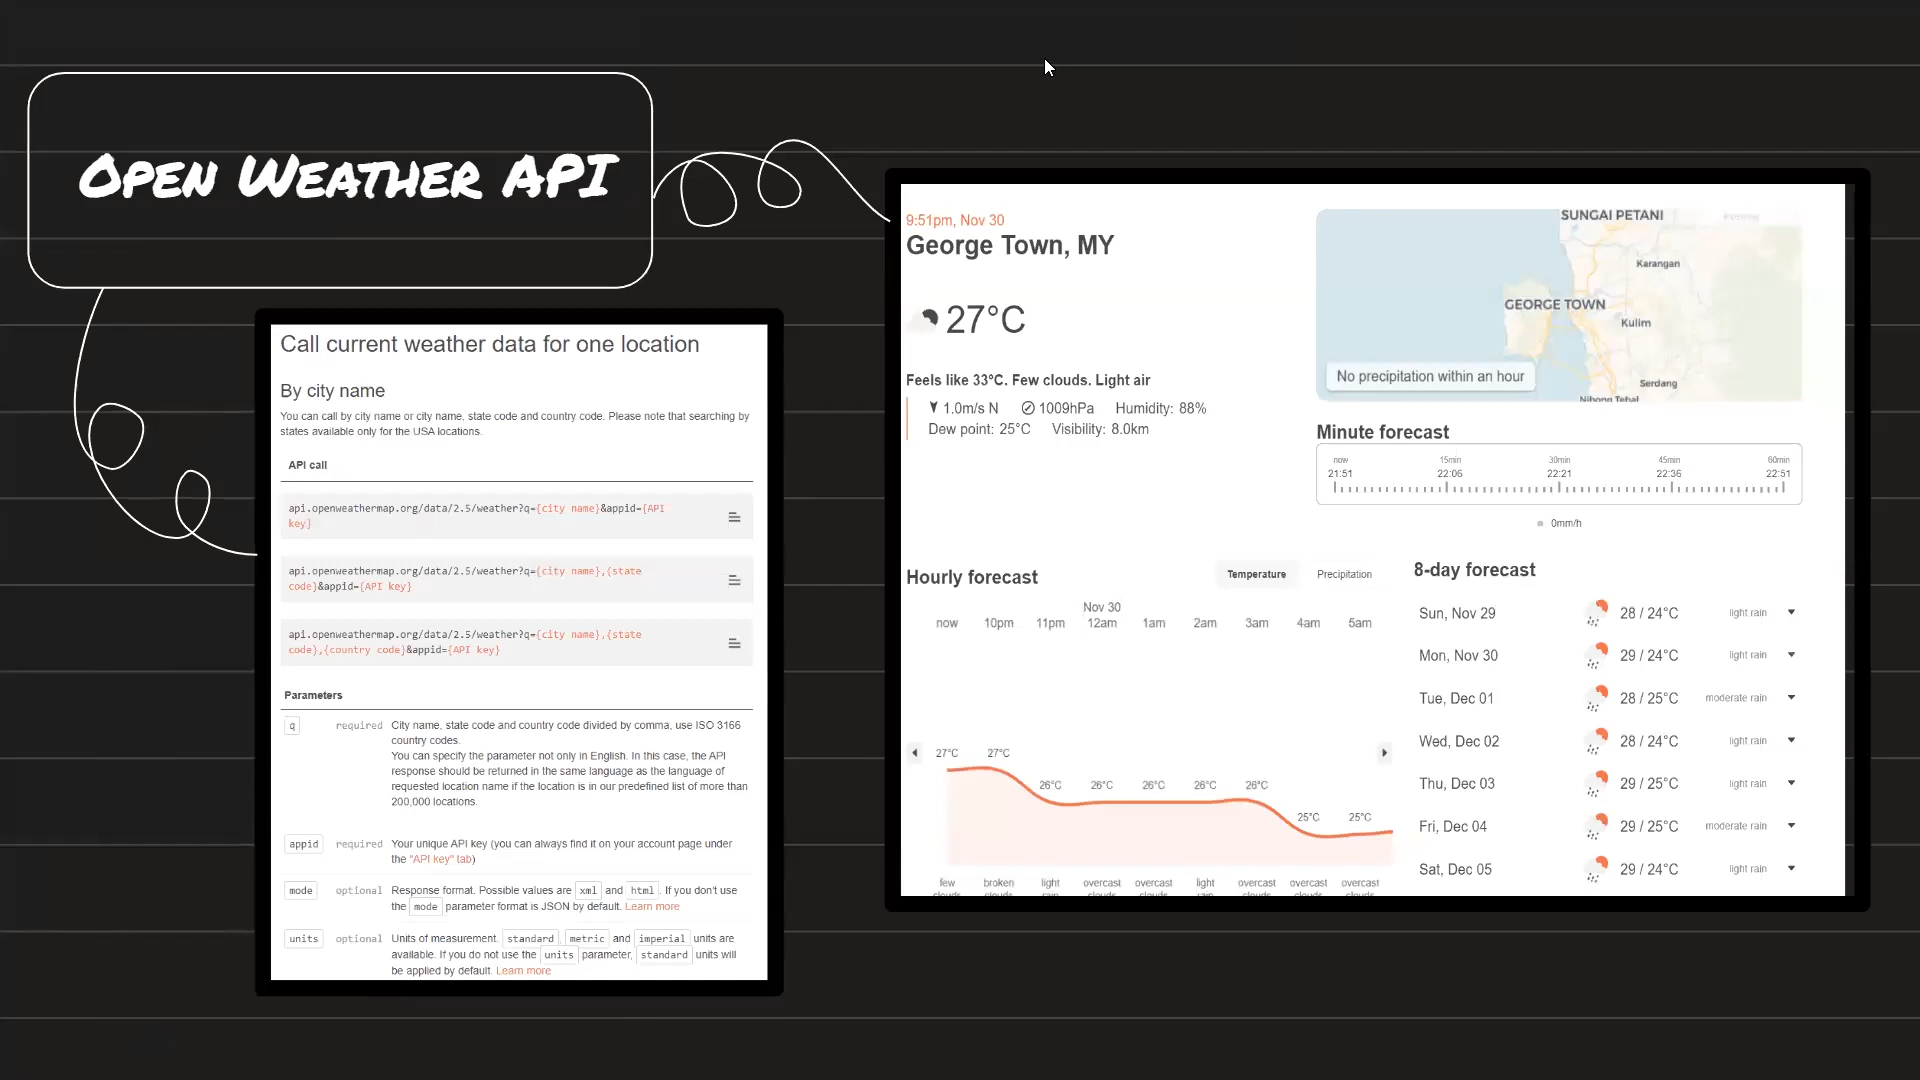 Open Weather API
Call current weather data for one location
By city name
You can call by city name or city name, state code and country code. Please note that searching by
states available only for the USA locations.
API call
api.openweathermap.org/data/2.5/weather?q={city name}&appid={API
key}
api.openweathermap.org/data/2.5/weather?q={city name},{state
code}&appid={API key}
api.openweathermap.org/data/2.5/weather?q={city name},{state
code},{country code}&appid={API key}
Parameters
q required City name, state code and country code divided by comma, use ISO 3166
country codes.
You can specify the parameter not only in English. In this case, the API
response should be returned in the same language as the language of
requested location name if the location is in our predefined list of more than
200,000 locations.
appid required Your unique API key (you can always find it on your account page under
the "API key" tab)
mode optional Response format. Possible values are xml and html. If you don't use
the mode parameter format is JSON by default. Learn more
units optional Units of measurement. standard, metric and imperial units are
available. If you do not use the units parameter, standard units will
be applied by default. Learn more
9:51pm, Nov 30
George Town, MY
27°C
Feels like 33°C. Few clouds. Light air
1.0m/s N 1009hPa Humidity: 88%
Dew point: 25°C Visibility: 8.0km
SUNGAI PETANI
Karangan
GEORGE TOWN
Kulim
No precipitation within an hour
Serdang
Nibong Tebal
Minute forecast
now 15min 30min 45min 60min
21:51 22:06 22:21 22:36 22:51
0mm/h
Hourly forecast
Temperature Precipitation
Nov 30
now 10pm 11pm 12am 1am 2am 3am 4am 5am
27°C 27°C 26°C 26°C 26°C 26°C 26°C 25°C 25°C
few broken light overcast overcast light overcast overcast overcast
clouds clouds rain clouds clouds rain clouds clouds clouds
8-day forecast
Sun, Nov 29 28 / 24°C light rain
Mon, Nov 30 29 / 24°C light rain
Tue, Dec 01 28 / 25°C moderate rain
Wed, Dec 02 28 / 24°C light rain
Thu, Dec 03 29 / 25°C light rain
Fri, Dec 04 29 / 25°C moderate rain
Sat, Dec 05 29 / 24°C light rain